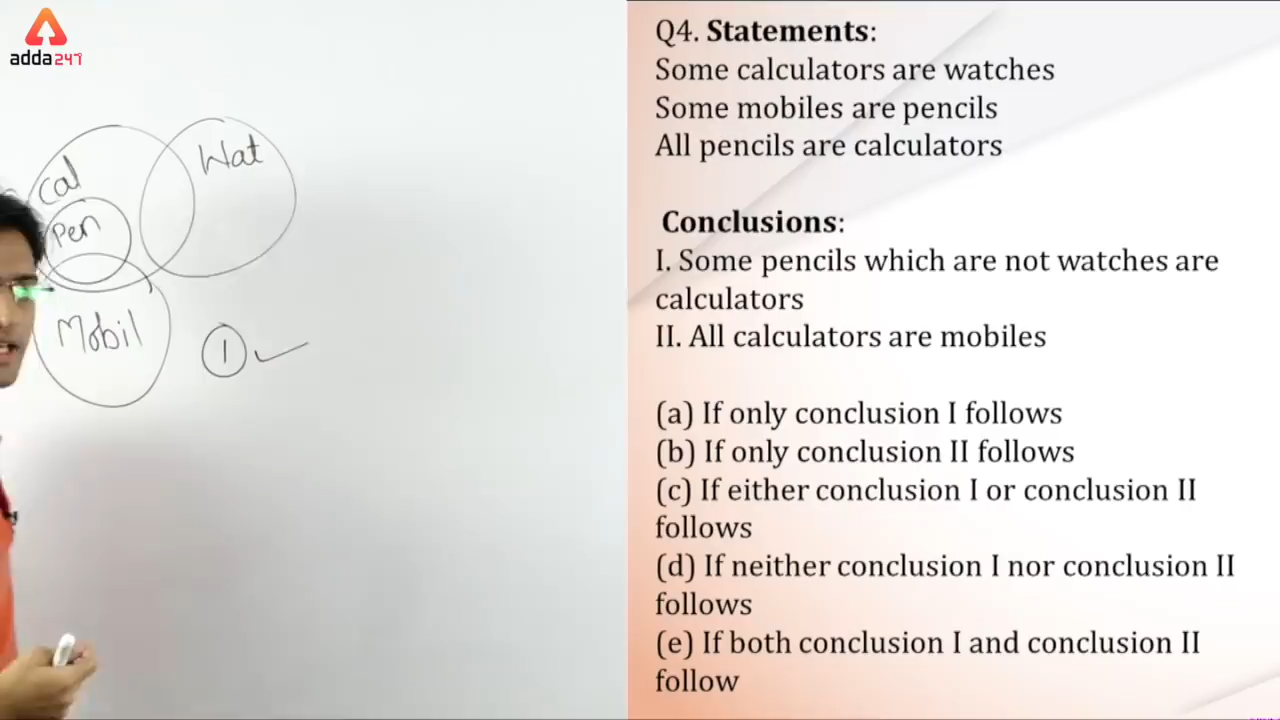 adda247
Cal
Wat
Pen
Mobil
1
Q4. Statements:
Some calculators are watches
Some mobiles are pencils
All pencils are calculators
Conclusions:
I. Some pencils which are not watches are
calculators
II. All calculators are mobiles
(a) If only conclusion I follows
(b) If only conclusion II follows
(c) If either conclusion I or conclusion II
follows
(d) If neither conclusion I nor conclusion II
follows
(e) If both conclusion I and conclusion II
follow